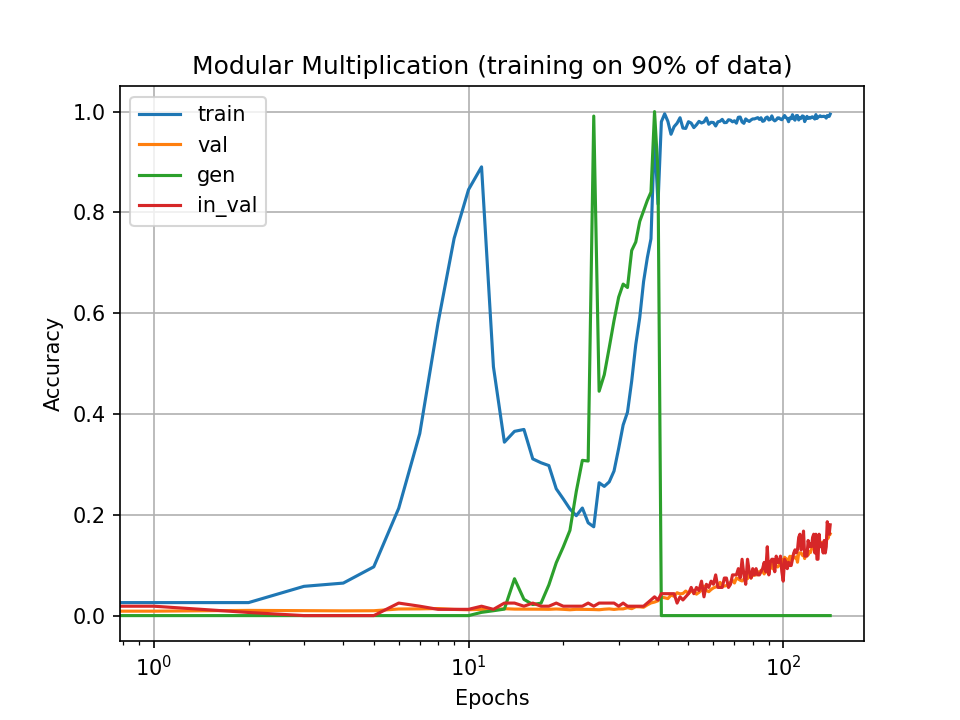 Modular Multiplication (training on 90% of data)
train
val
gen
in_val
1.0
0.8
0.6
0.4
0.2
0.0
Accuracy
10⁰
10¹
10²
Epochs